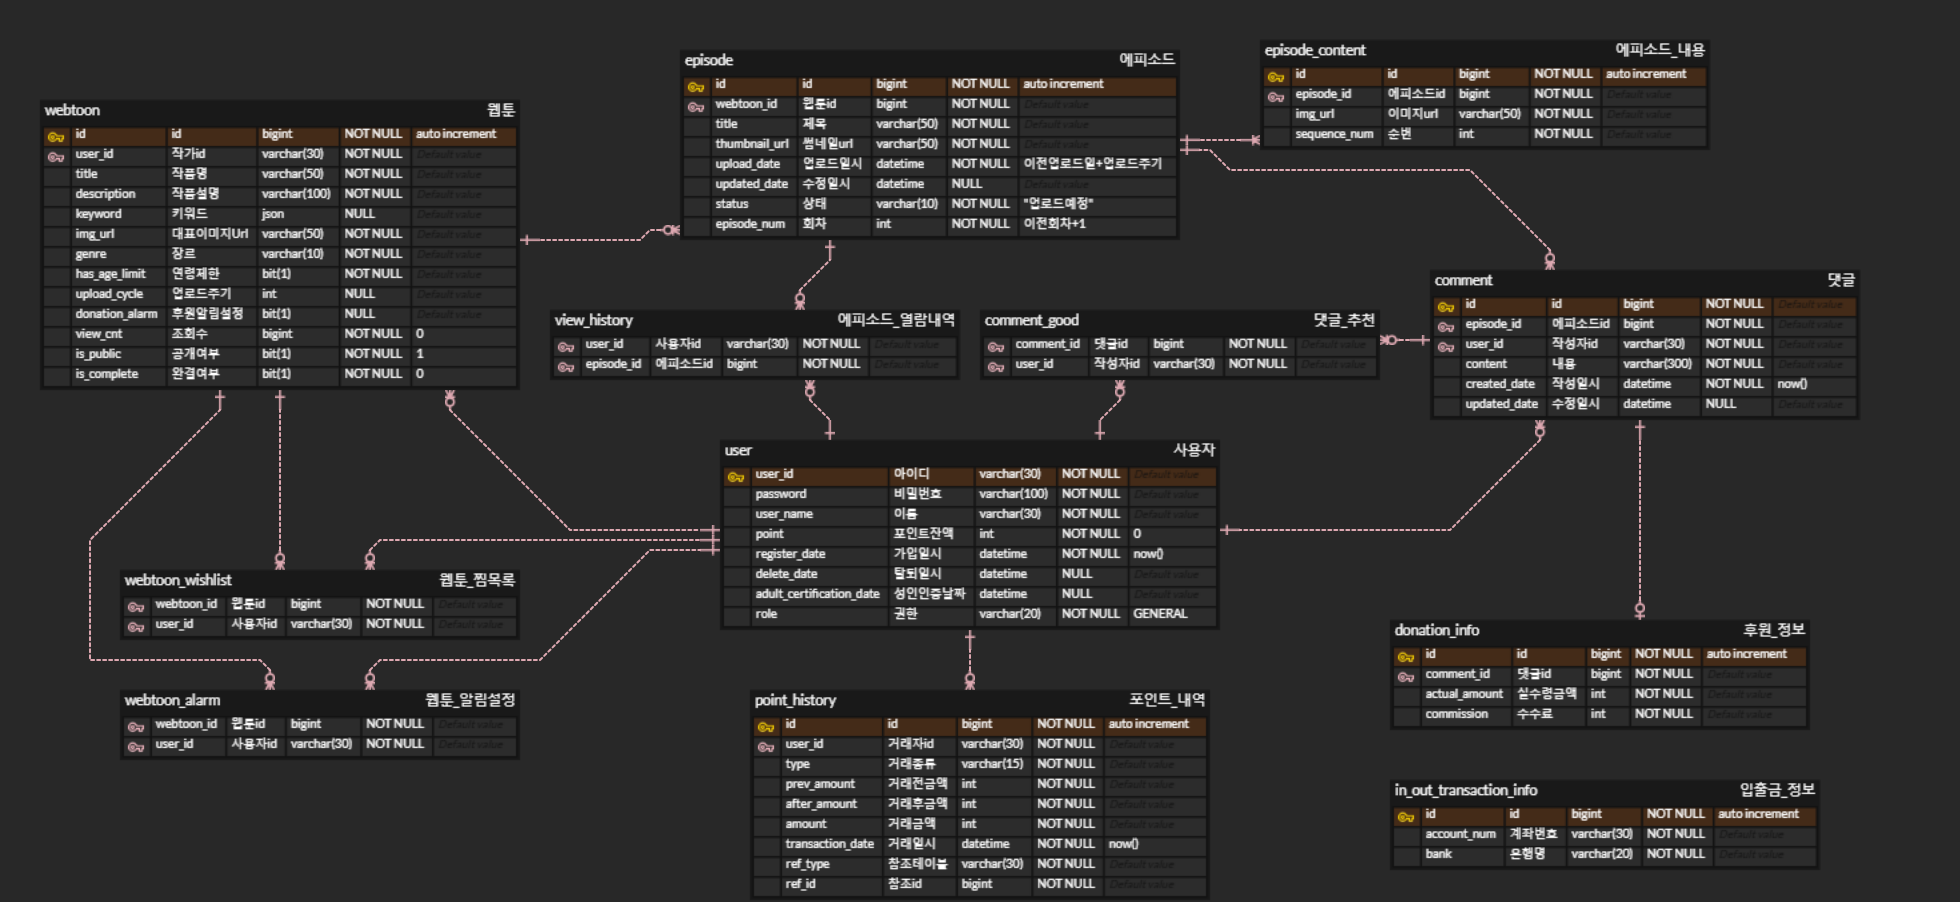 webtoon 웹툰
id id bigint NOT NULL auto increment
user_id 작가id varchar(30) NOT NULL Default value
title 작품명 varchar(50) NOT NULL Default value
description 작품설명 varchar(100) NOT NULL Default value
keyword 키워드 json NULL Default value
img_url 대표이미지Url varchar(50) NOT NULL Default value
genre 장르 varchar(10) NOT NULL Default value
has_age_limit 연령제한 bit(1) NOT NULL Default value
upload_cycle 업로드주기 int NULL Default value
donation_alarm 후원알림설정 bit(1) NULL Default value
view_cnt 조회수 bigint NOT NULL 0
is_public 공개여부 bit(1) NOT NULL 1
is_complete 완결여부 bit(1) NOT NULL 0
episode 에피소드
id id bigint NOT NULL auto increment
webtoon_id 웹툰id bigint NOT NULL Default value
title 제목 varchar(50) NOT NULL Default value
thumbnail_url 썸네일url varchar(50) NOT NULL Default value
upload_date 업로드일시 datetime NOT NULL 이전업로드일+업로드주기
updated_date 수정일시 datetime NULL Default value
status 상태 varchar(10) NOT NULL "업로드예정"
episode_num 회차 int NOT NULL 이전회차+1
episode_content 에피소드_내용
id id bigint NOT NULL auto increment
episode_id 에피소드id bigint NOT NULL Default value
img_url 이미지url varchar(50) NOT NULL Default value
sequence_num 순번 int NOT NULL Default value
view_history 에피소드_열람내역
user_id 사용자id varchar(30) NOT NULL Default value
episode_id 에피소드id bigint NOT NULL Default value
comment_good 댓글_추천
comment_id 댓글id bigint NOT NULL Default value
user_id 작성자id varchar(30) NOT NULL Default value
comment 댓글
id id bigint NOT NULL Default value
episode_id 에피소드id bigint NOT NULL Default value
user_id 작성자id varchar(30) NOT NULL Default value
content 내용 varchar(300) NOT NULL Default value
created_date 작성일시 datetime NOT NULL now()
updated_date 수정일시 datetime NULL Default value
user 사용자
user_id 아이디 varchar(30) NOT NULL Default value
password 비밀번호 varchar(100) NOT NULL Default value
user_name 이름 varchar(30) NOT NULL Default value
point 포인트잔액 int NOT NULL 0
register_date 가입일시 datetime NOT NULL now()
delete_date 탈퇴일시 datetime NULL Default value
adult_certification_date 성인인증날짜 datetime NULL Default value
role 권한 varchar(20) NOT NULL GENERAL
webtoon_wishlist 웹툰_찜목록
webtoon_id 웹툰id bigint NOT NULL Default value
user_id 사용자id varchar(30) NOT NULL Default value
webtoon_alarm 웹툰_알림설정
webtoon_id 웹툰id bigint NOT NULL Default value
user_id 사용자id varchar(30) NOT NULL Default value
point_history 포인트_내역
id id bigint NOT NULL auto increment
user_id 거래자id varchar(30) NOT NULL Default value
type 거래종류 varchar(15) NOT NULL Default value
prev_amount 거래전금액 int NOT NULL Default value
after_amount 거래후금액 int NOT NULL Default value
amount 거래금액 int NOT NULL Default value
transaction_date 거래일시 datetime NOT NULL now()
ref_type 참조테이블 varchar(30) NOT NULL Default value
ref_id 참조id bigint NOT NULL Default value
donation_info 후원_정보
id id bigint NOT NULL auto increment
comment_id 댓글id bigint NOT NULL Default value
actual_amount 실수령금액 int NOT NULL Default value
commission 수수료 int NOT NULL Default value
in_out_transaction_info 입출금_정보
id id bigint NOT NULL auto increment
account_num 계좌번호 varchar(30) NOT NULL Default value
bank 은행명 varchar(20) NOT NULL Default value